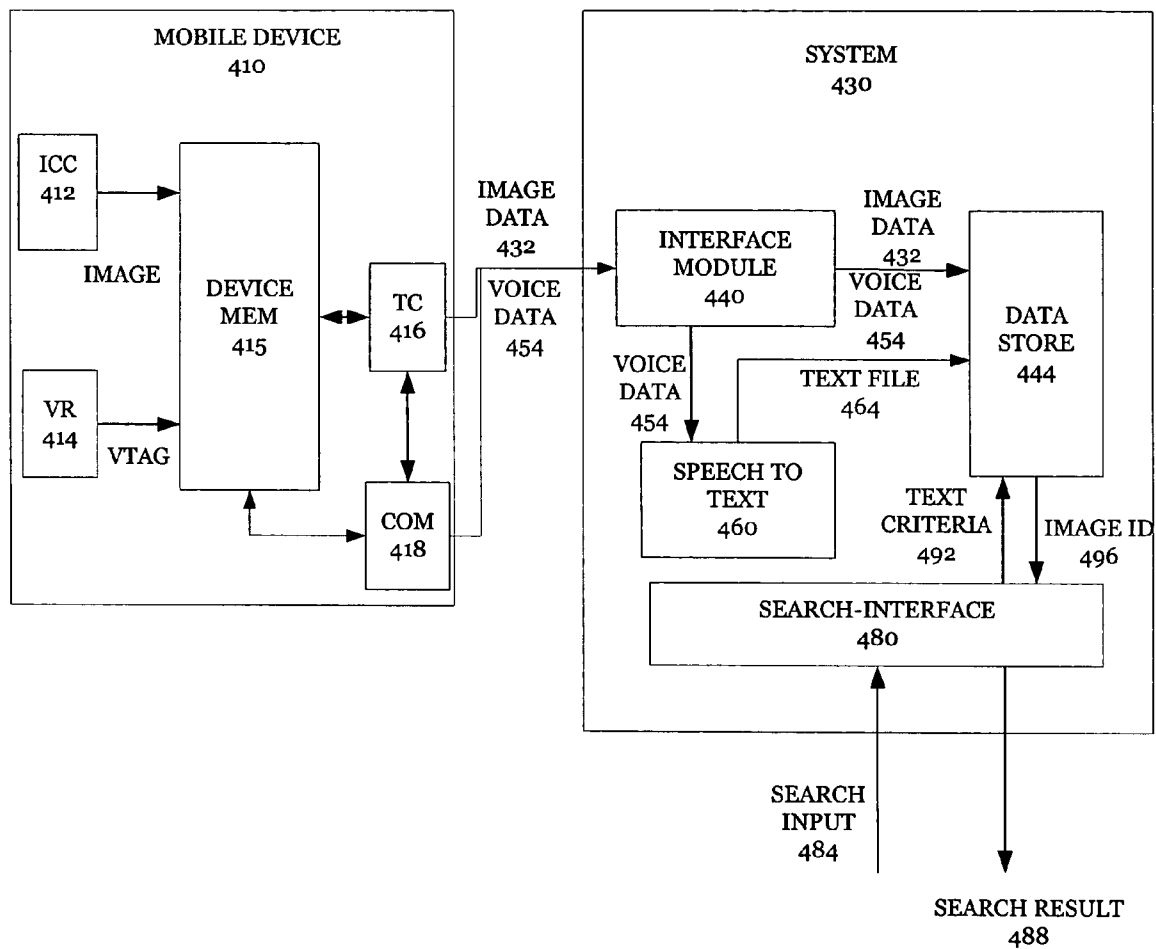 MOBILE DEVICE
410
ICC
412
IMAGE
VR
414
VTAG
DEVICE
MEM
415
TC
416
COM
418
IMAGE
DATA
432
VOICE
DATA
454
SYSTEM
430
INTERFACE
MODULE
440
IMAGE
DATA
432
VOICE
DATA
454
VOICE
DATA
454
TEXT FILE
464
SPEECH TO
TEXT
460
DATA
STORE
444
TEXT
CRITERIA
492
IMAGE ID
496
SEARCH-INTERFACE
480
SEARCH
INPUT
484
SEARCH RESULT
488